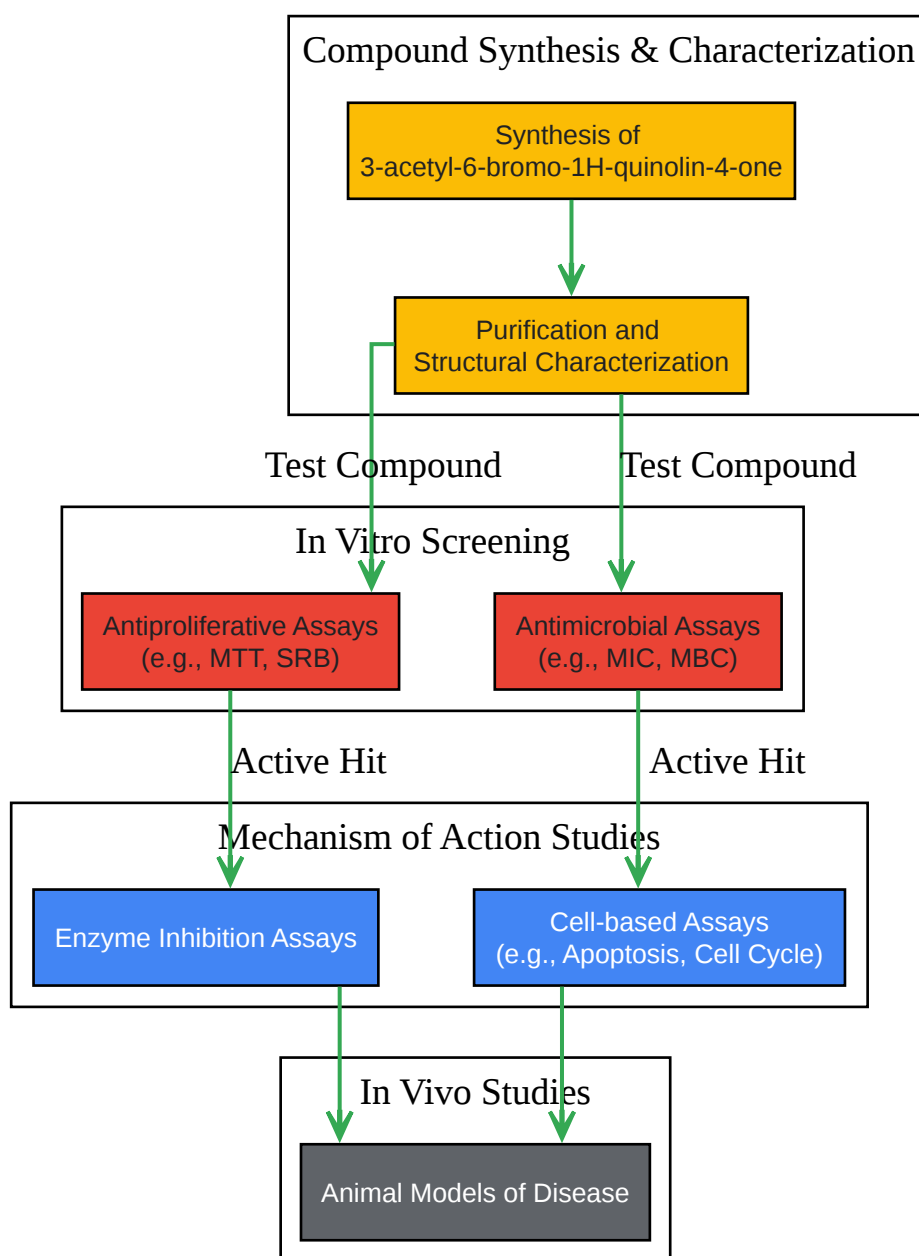 Compound Synthesis & Characterization
Synthesis of
3-acetyl-6-bromo-1H-quinolin-4-one
Purification and
Structural Characterization
Test Compound
Test Compound
In Vitro Screening
Antiproliferative Assays
(e.g., MTT, SRB)
Antimicrobial Assays
(e.g., MIC, MBC)
Active Hit
Active Hit
Mechanism of Action Studies
Enzyme Inhibition Assays
Cell-based Assays
(e.g., Apoptosis, Cell Cycle)
In Vivo Studies
Animal Models of Disease